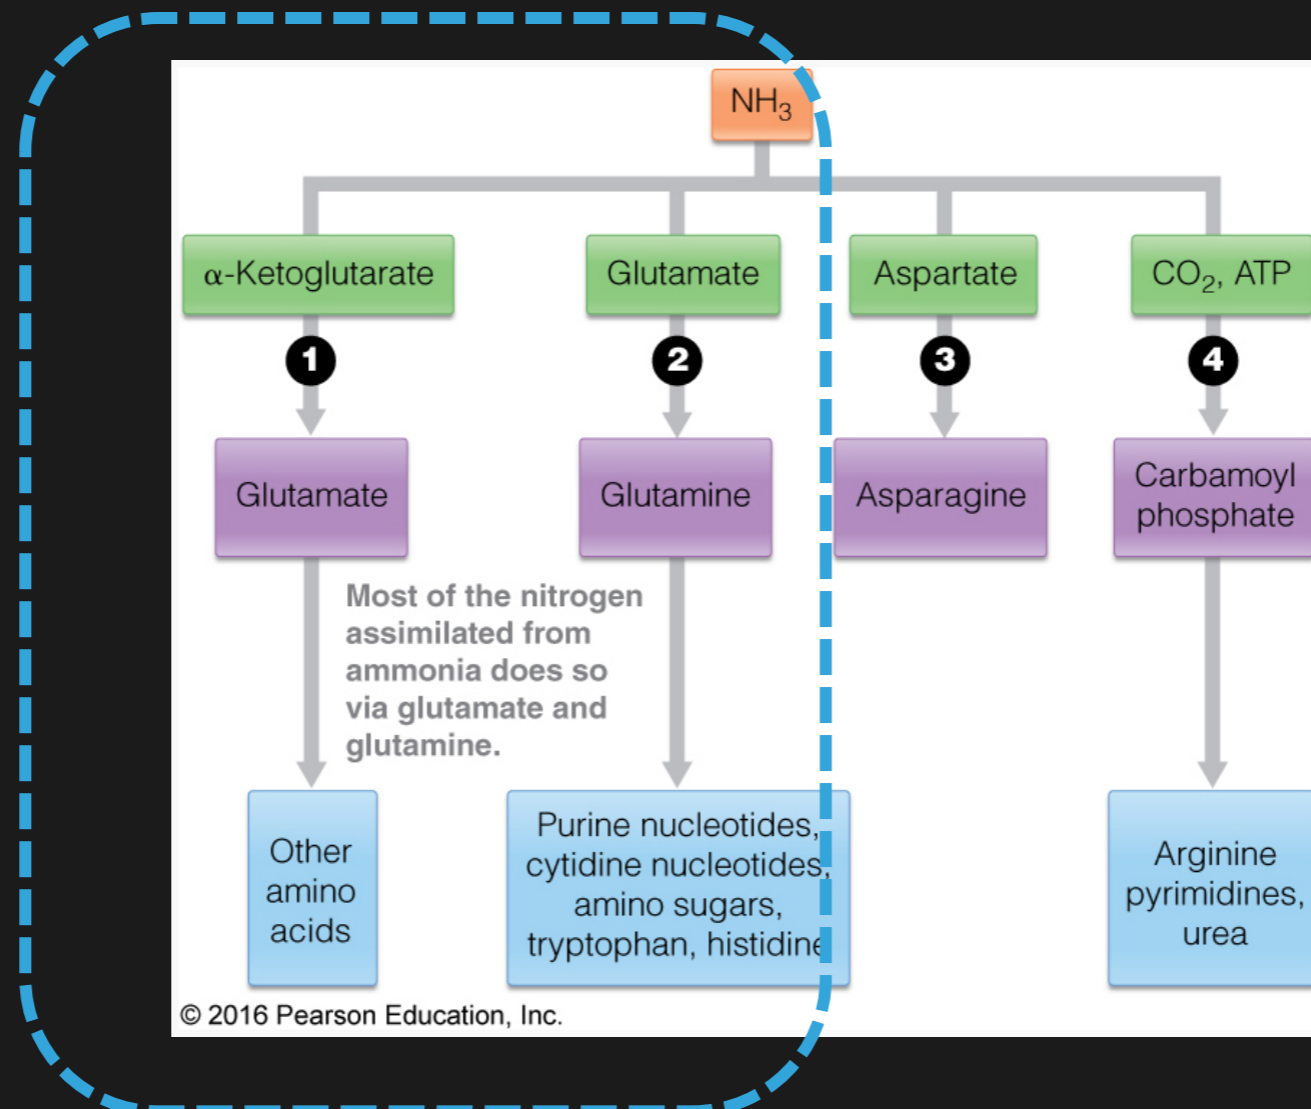 NH₃
α-Ketoglutarate
Glutamate
Aspartate
CO₂, ATP
1
2
3
4
Glutamate
Glutamine
Asparagine
Carbamoyl
phosphate
Most of the nitrogen
assimilated from
ammonia does so
via glutamate and
glutamine.
Other
amino
acids
Purine nucleotides,
cytidine nucleotides,
amino sugars,
tryptophan, histidine
Arginine
pyrimidines,
urea
© 2016 Pearson Education, Inc.